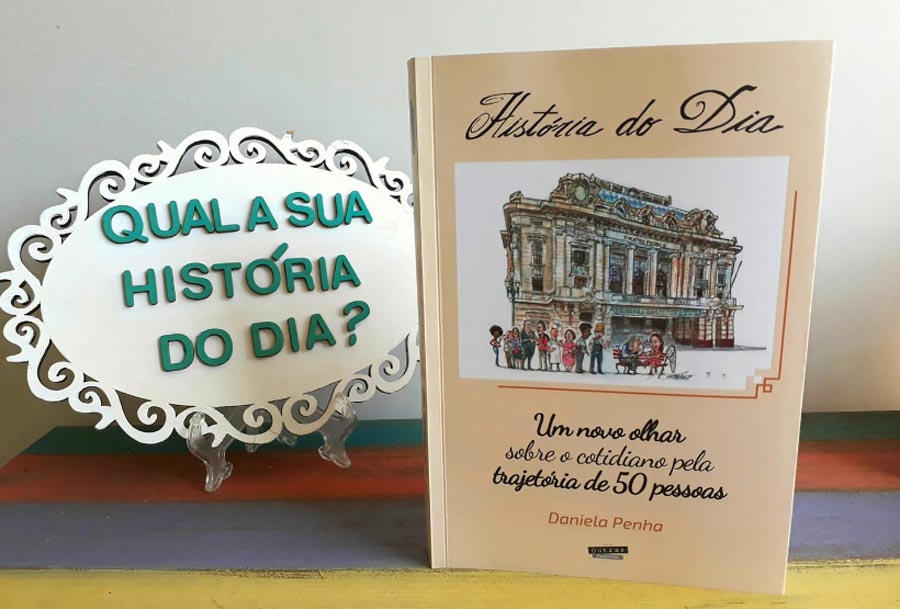 QUAL A SUA
HISTÓRIA
DO DIA?
História do Dia
Um novo olhar
sobre o cotidiano pela
trajetória de 50 pessoas
Daniela Penha
Outras